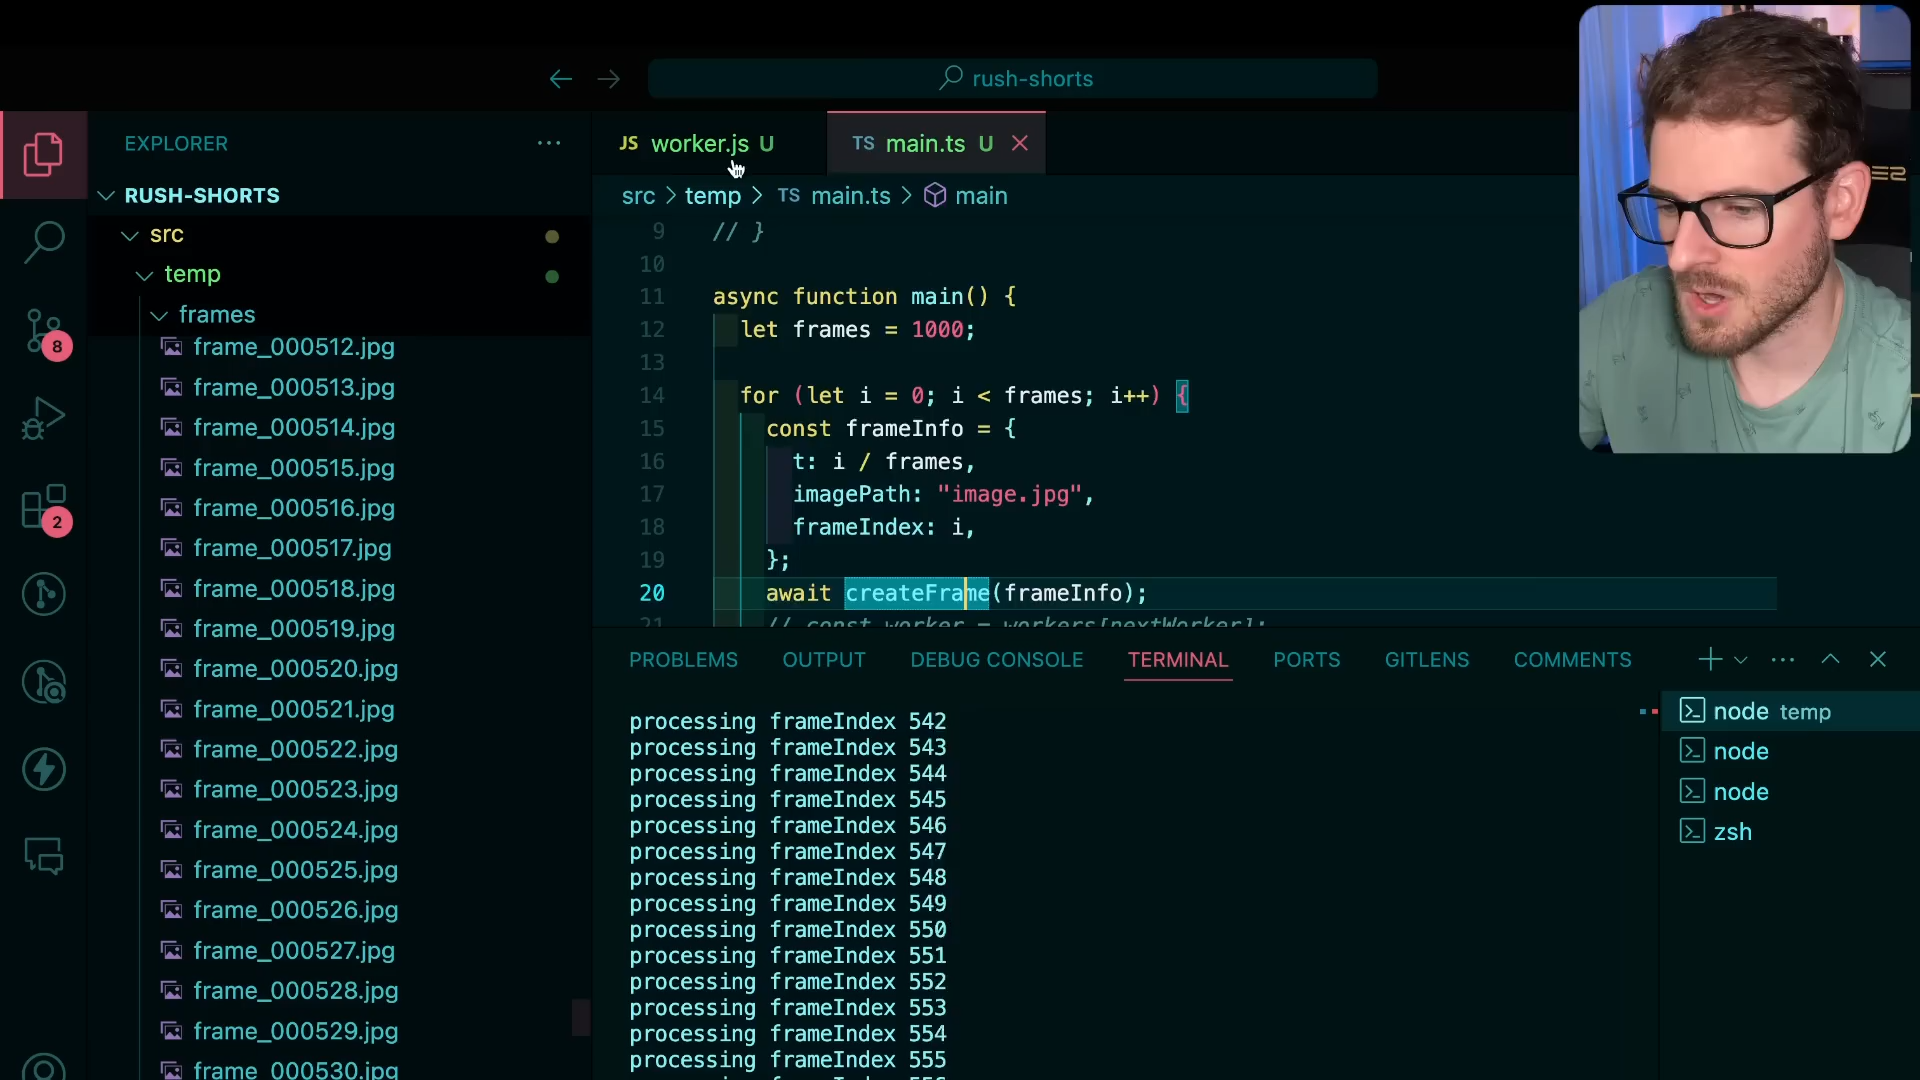 rush-shorts
EXPLORER
RUSH-SHORTS
src
temp
frames
frame_000512.jpg
frame_000513.jpg
frame_000514.jpg
frame_000515.jpg
frame_000516.jpg
frame_000517.jpg
frame_000518.jpg
frame_000519.jpg
frame_000520.jpg
frame_000521.jpg
frame_000522.jpg
frame_000523.jpg
frame_000524.jpg
frame_000525.jpg
frame_000526.jpg
frame_000527.jpg
frame_000528.jpg
frame_000529.jpg
frame_000530.jpg
8
2
JS worker.js U
TS main.ts U
src > temp > TS main.ts > main
9 // }
10
11 async function main() {
12 let frames = 1000;
13
14 for (let i = 0; i < frames; i++) {
15 const frameInfo = {
16 t: i / frames,
17 imagePath: "image.jpg",
18 frameIndex: i,
19 };
20 await createFrame(frameInfo);
21 // const worker = workers[nextWorker];
PROBLEMS OUTPUT DEBUG CONSOLE TERMINAL PORTS GITLENS COMMENTS
processing frameIndex 542
processing frameIndex 543
processing frameIndex 544
processing frameIndex 545
processing frameIndex 546
processing frameIndex 547
processing frameIndex 548
processing frameIndex 549
processing frameIndex 550
processing frameIndex 551
processing frameIndex 552
processing frameIndex 553
processing frameIndex 554
processing frameIndex 555
node temp
node
node
zsh